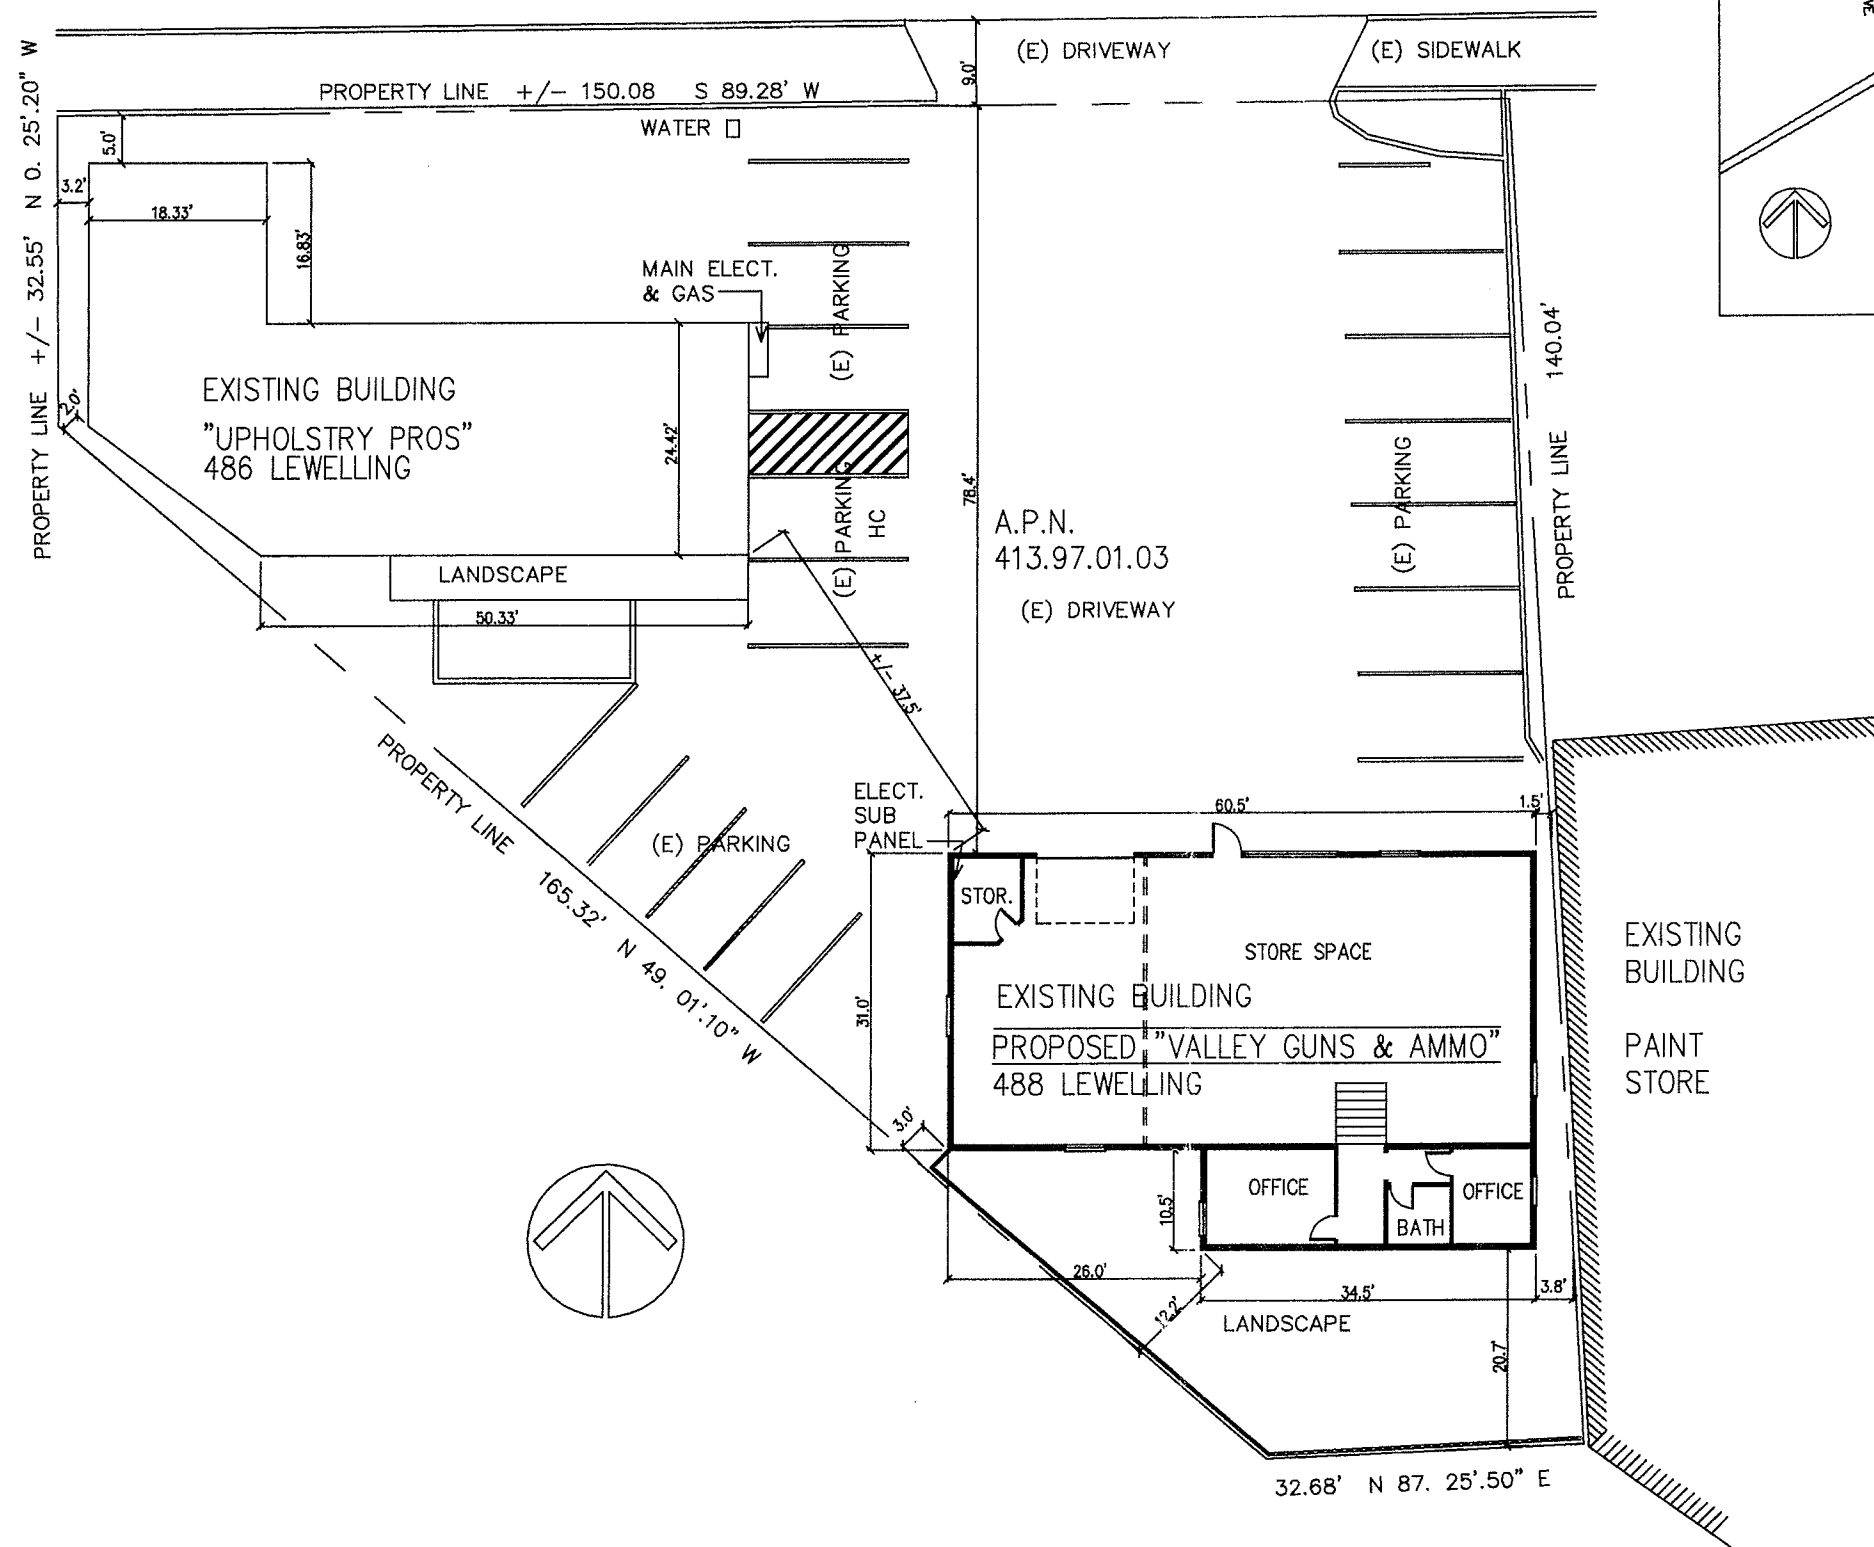 (E) DRIVEWAY
(E) SIDEWALK
9.0'
PROPERTY LINE +/- 150.08 S 89.28' W
WATER
PROPERTY LINE +/- 32.55' N 0. 25'.20" W
5.0'
3.2'
18.33'
16.83'
MAIN ELECT.
& GAS
(E) PARKING
EXISTING BUILDING
"UPHOLSTRY PROS"
486 LEWELLING
2.0'
24.42'
(E) PARKING
HC
78.4'
A.P.N.
413.97.01.03
(E) DRIVEWAY
(E) PARKING
PROPERTY LINE 140.04'
LANDSCAPE
50.33'
+/- 37.5'
PROPERTY LINE 165.32' N 49. 01'.10" W
(E) PARKING
ELECT.
SUB
PANEL
60.5'
1.5'
STOR.
STORE SPACE
31.0'
EXISTING BUILDING
PROPOSED "VALLEY GUNS & AMMO"
488 LEWELLING
EXISTING
BUILDING
PAINT
STORE
3.0'
OFFICE
OFFICE
BATH
10.5'
26.0'
34.5'
3.8'
12.2'
LANDSCAPE
20.7'
32.68' N 87. 25'.50" E